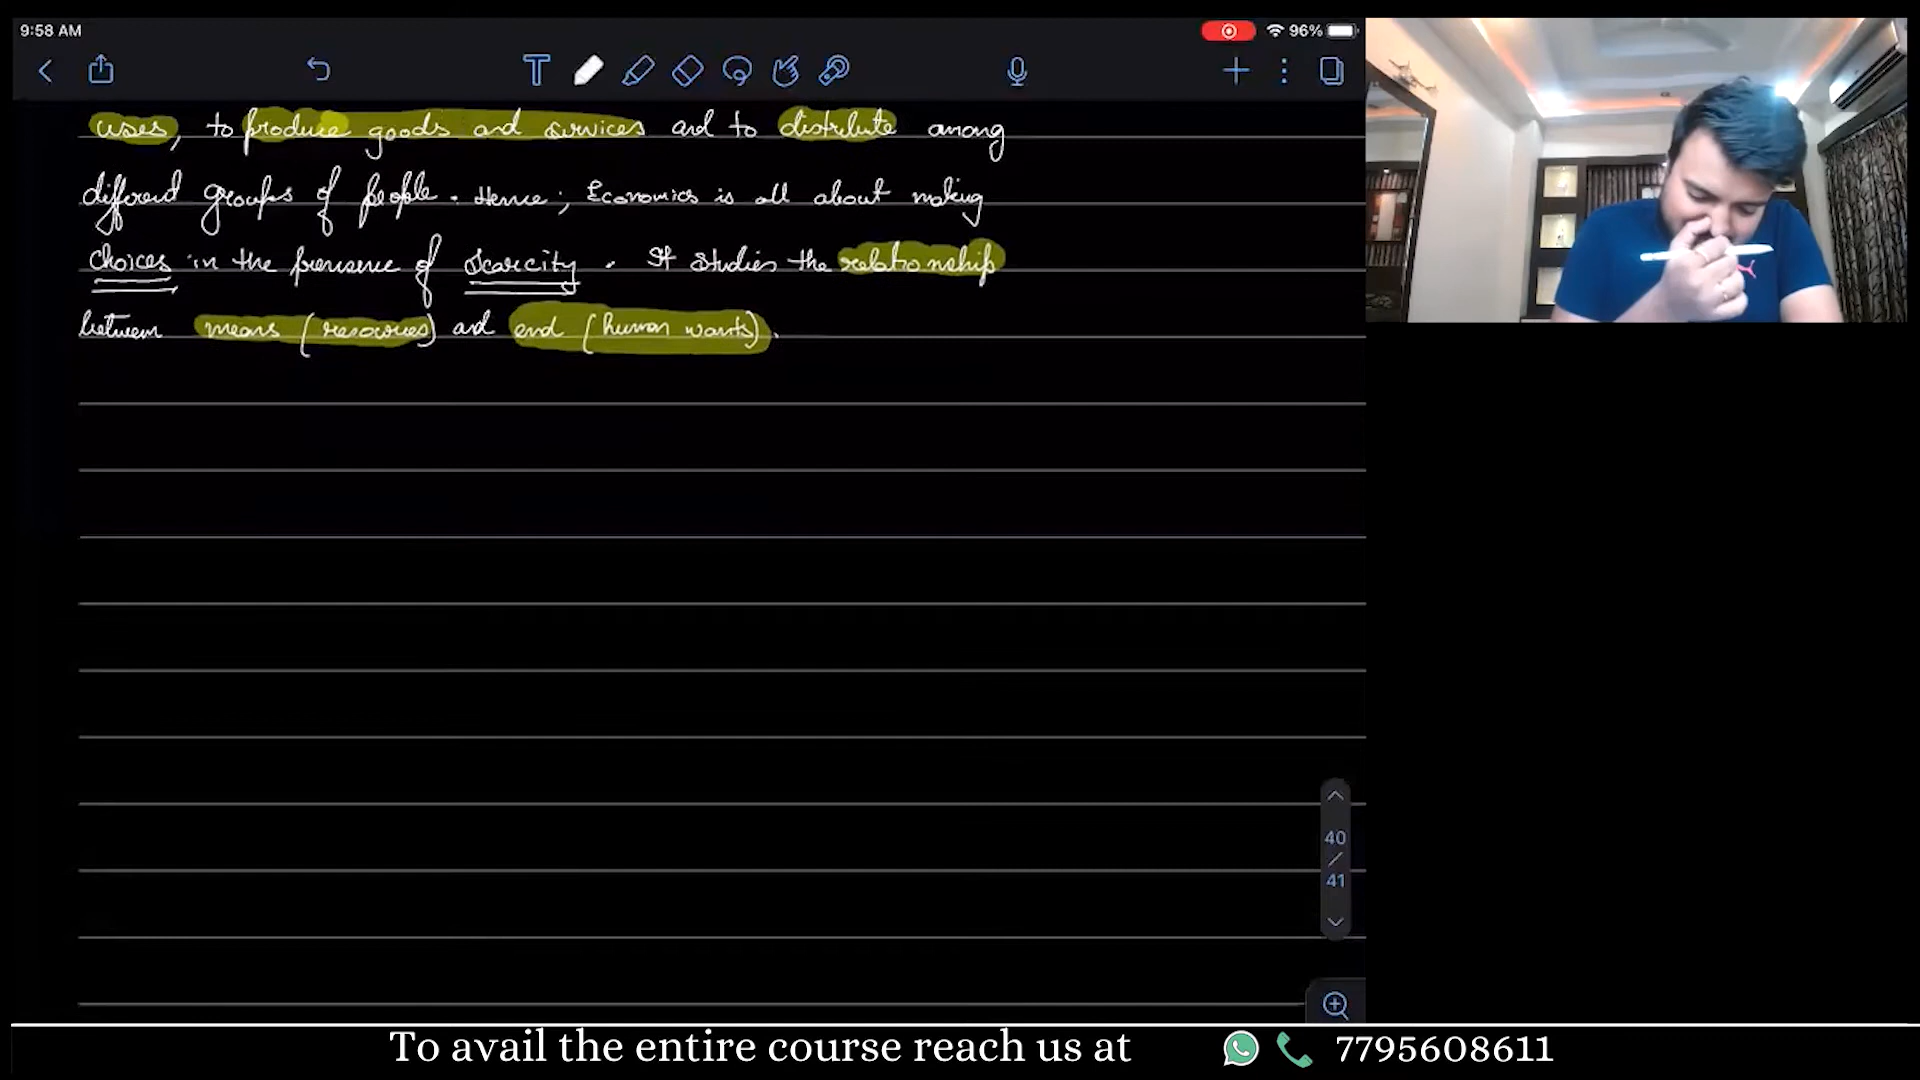 9:58 AM
96%
T
uses, to produce goods and services and to distribute among
different groups of people. Hence; Economics is all about making
choices in the presence of scarcity. It studies the relationship
between means (resources) and end (human wants).
40
/
41
To avail the entire course reach us at 7795608611